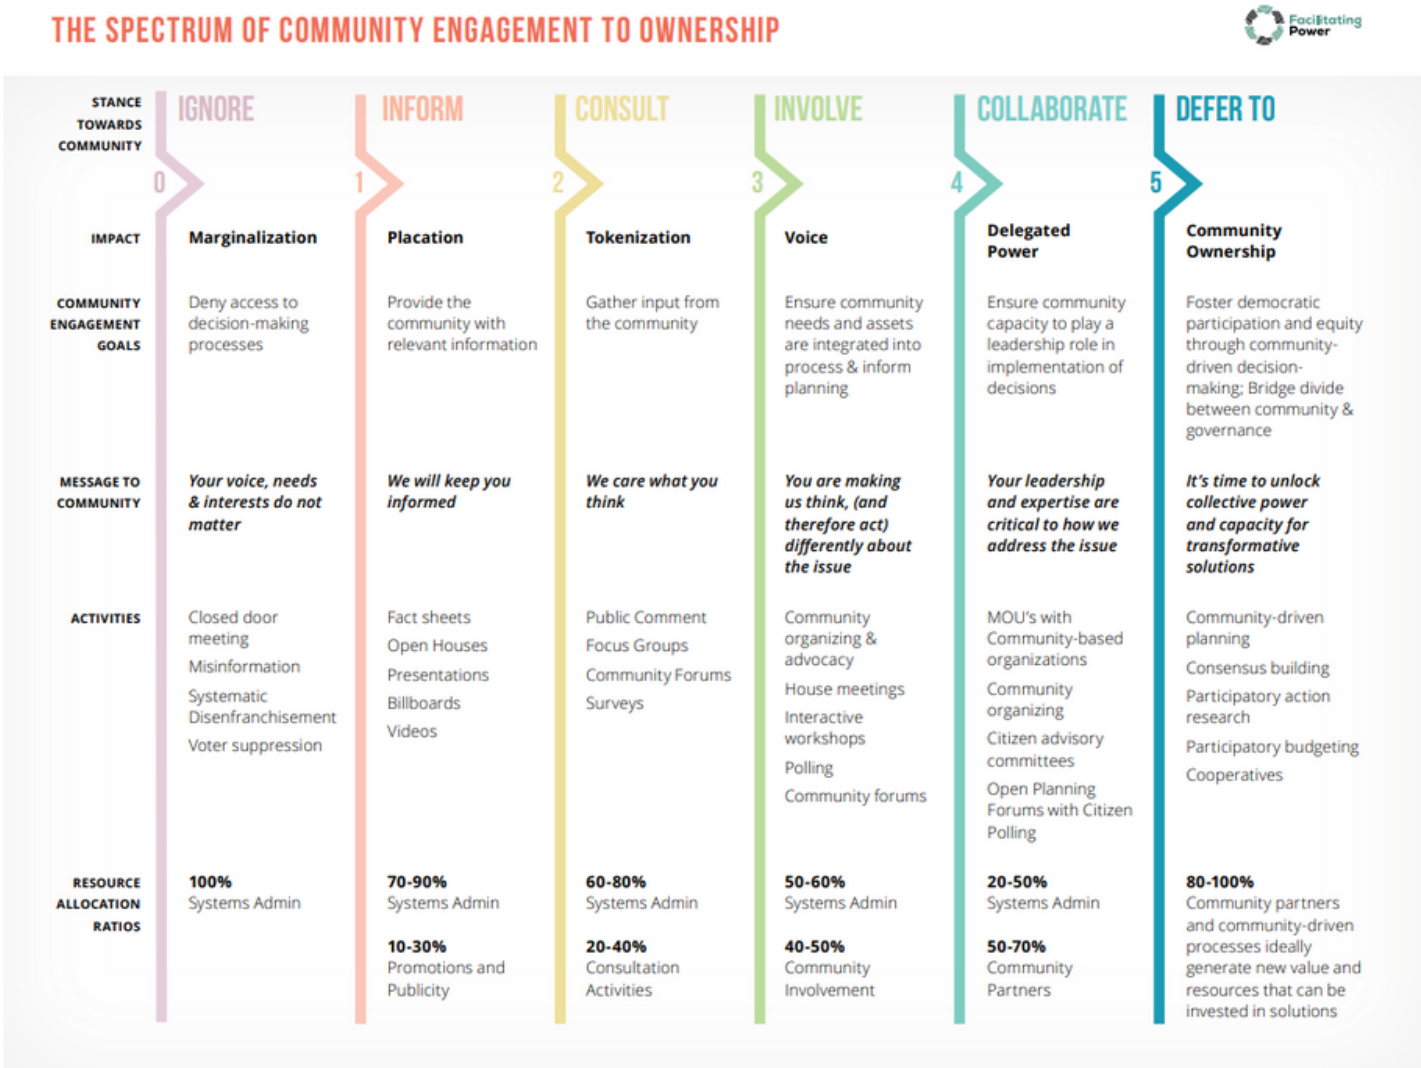 THE SPECTRUM OF COMMUNITY ENGAGEMENT TO OWNERSHIP
Facilitating
Power
STANCE
TOWARDS
COMMUNITY
IGNORE
INFORM
CONSULT
INVOLVE
COLLABORATE
DEFER TO
0
1
2
3
4
5
IMPACT
Marginalization
Placation
Tokenization
Voice
Delegated
Power
Community
Ownership
COMMUNITY
ENGAGEMENT
GOALS
Deny access to
decision-making
processes
Provide the
community with
relevant information
Gather input from
the community
Ensure community
needs and assets
are integrated into
process & inform
planning
Ensure community
capacity to play a
leadership role in
implementation of
decisions
Foster democratic
participation and equity
through community-
driven decision-
making; Bridge divide
between community &
governance
MESSAGE TO
COMMUNITY
Your voice, needs
& interests do not
matter
We will keep you
informed
We care what you
think
You are making
us think, (and
therefore act)
differently about
the issue
Your leadership
and expertise are
critical to how we
address the issue
It's time to unlock
collective power
and capacity for
transformative
solutions
ACTIVITIES
Closed door
meeting
Misinformation
Systematic
Disenfranchisement
Voter suppression
Fact sheets
Open Houses
Presentations
Billboards
Videos
Public Comment
Focus Groups
Community Forums
Surveys
Community
organizing &
advocacy
House meetings
Interactive
workshops
Polling
Community forums
MOU's with
Community-based
organizations
Community
organizing
Citizen advisory
committees
Open Planning
Forums with Citizen
Polling
Community-driven
planning
Consensus building
Participatory action
research
Participatory budgeting
Cooperatives
RESOURCE
ALLOCATION
RATIOS
100%
Systems Admin
70-90%
Systems Admin
10-30%
Promotions and
Publicity
60-80%
Systems Admin
20-40%
Consultation
Activities
50-60%
Systems Admin
40-50%
Community
Involvement
20-50%
Systems Admin
50-70%
Community
Partners
80-100%
Community partners
and community-driven
processes ideally
generate new value and
resources that can be
invested in solutions